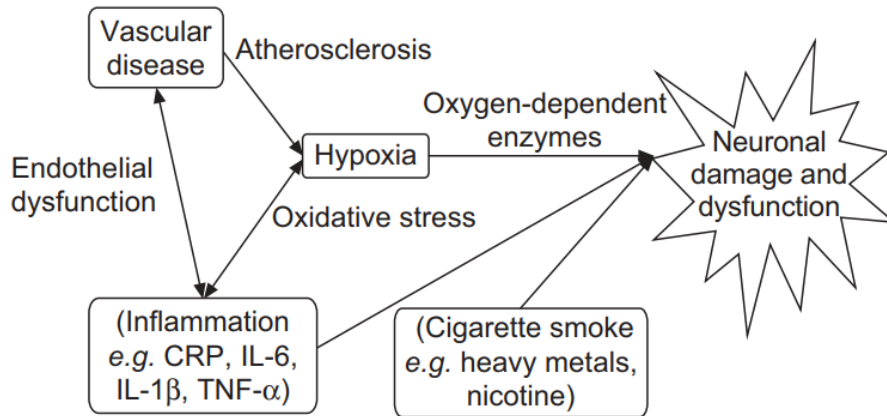 Vascular
disease
Atherosclerosis
Oxygen-dependent
enzymes
Hypoxia
Neuronal
damage and
dysfunction
Endothelial
dysfunction
Oxidative stress
(Inflammation
e.g. CRP, IL-6,
IL-1β, TNF-α)
(Cigarette smoke
e.g. heavy metals,
nicotine)